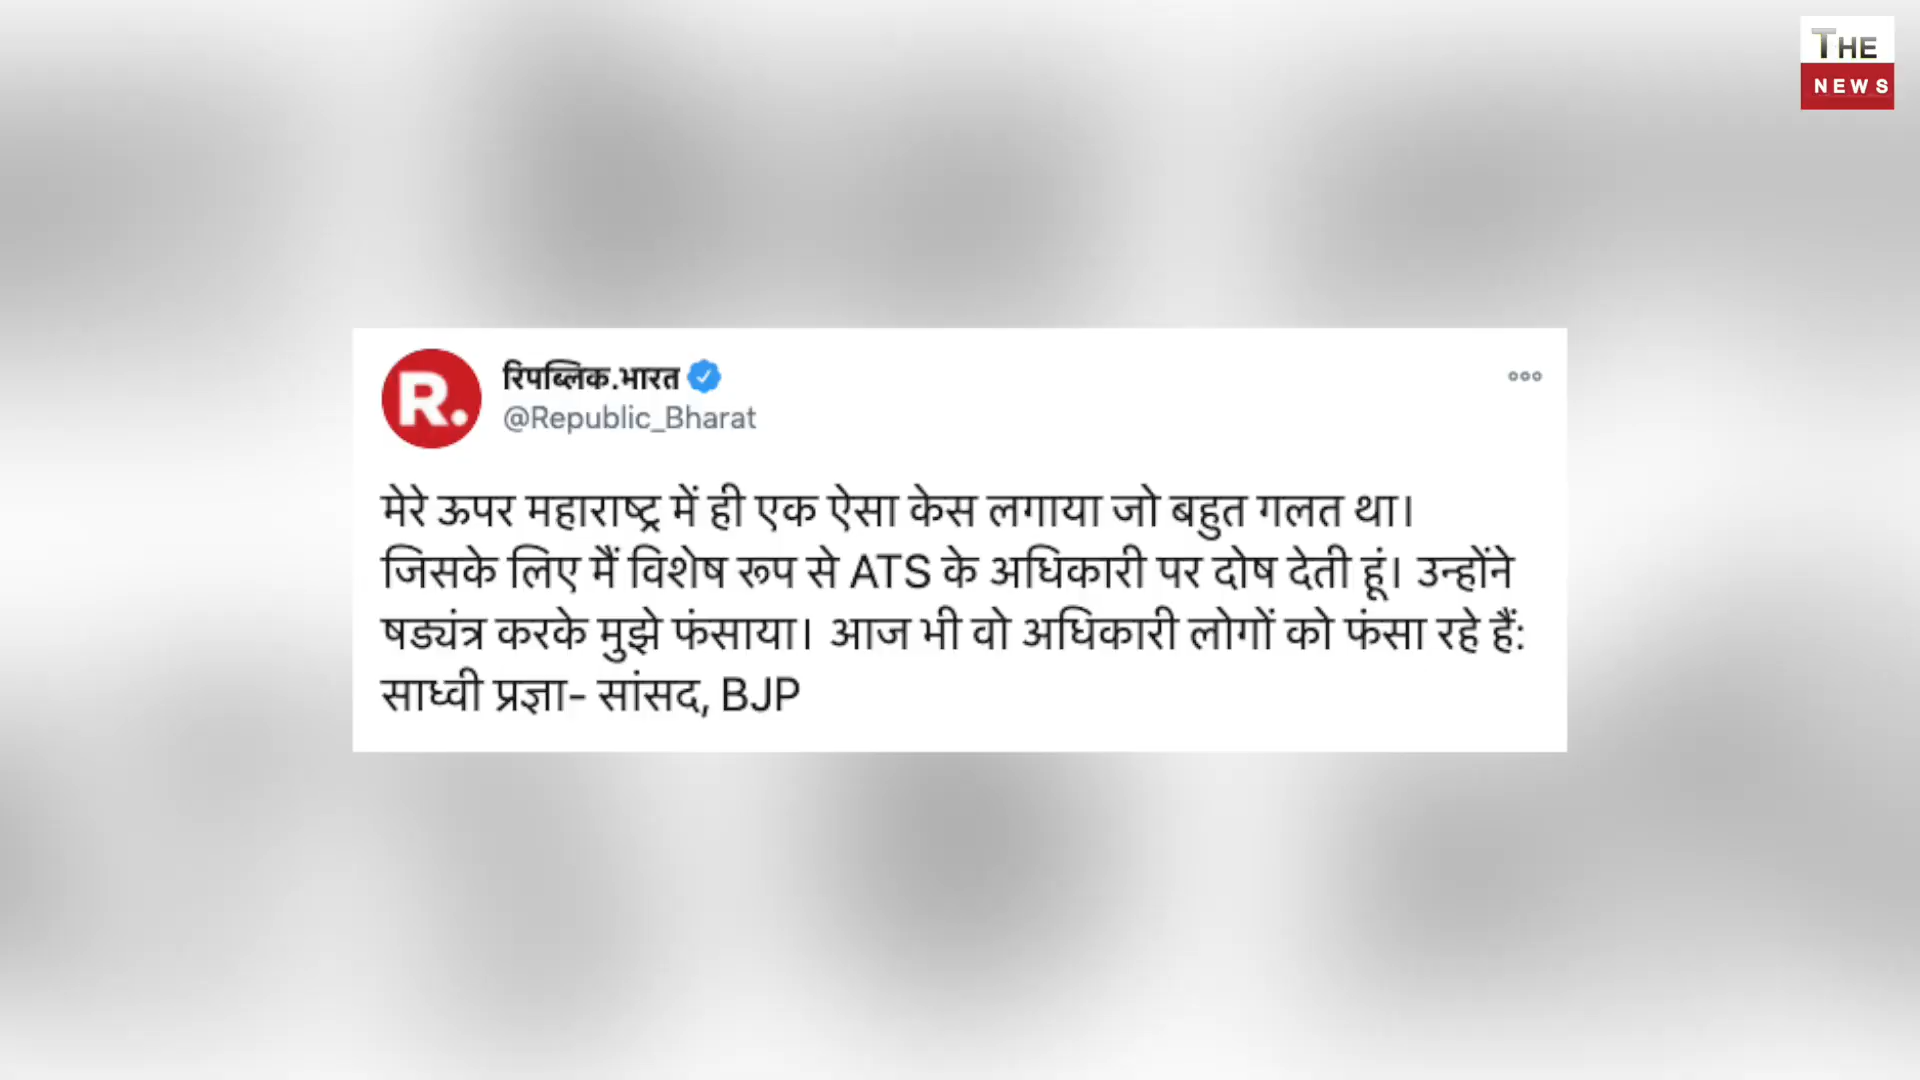 THE
NEWS
R.
रिपब्लिक.भारत
@Republic_Bharat
मेरे ऊपर महाराष्ट्र में ही एक ऐसा केस लगाया जो बहुत गलत था।
जिसके लिए मैं विशेष रूप से ATS के अधिकारी पर दोष देती हूं। उन्होंने
षड्यंत्र करके मुझे फंसाया। आज भी वो अधिकारी लोगों को फंसा रहे हैं:
साध्वी प्रज्ञा- सांसद, BJP